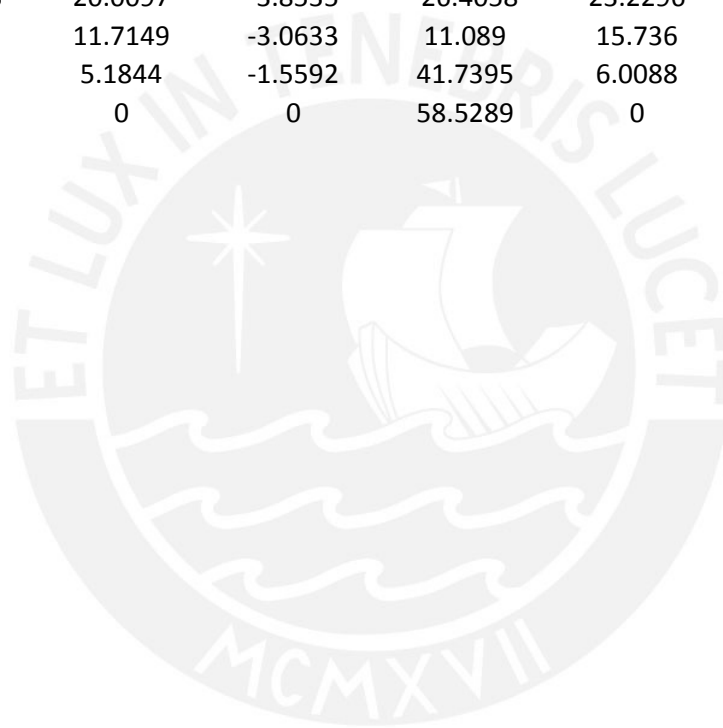 11.7149 -3.0633 11.089 15.736
5.1844 -1.5592 41.7395 6.0088
0 0 58.5289 0
ET LUX IN TENEBRIS LUCET
MCMXVII